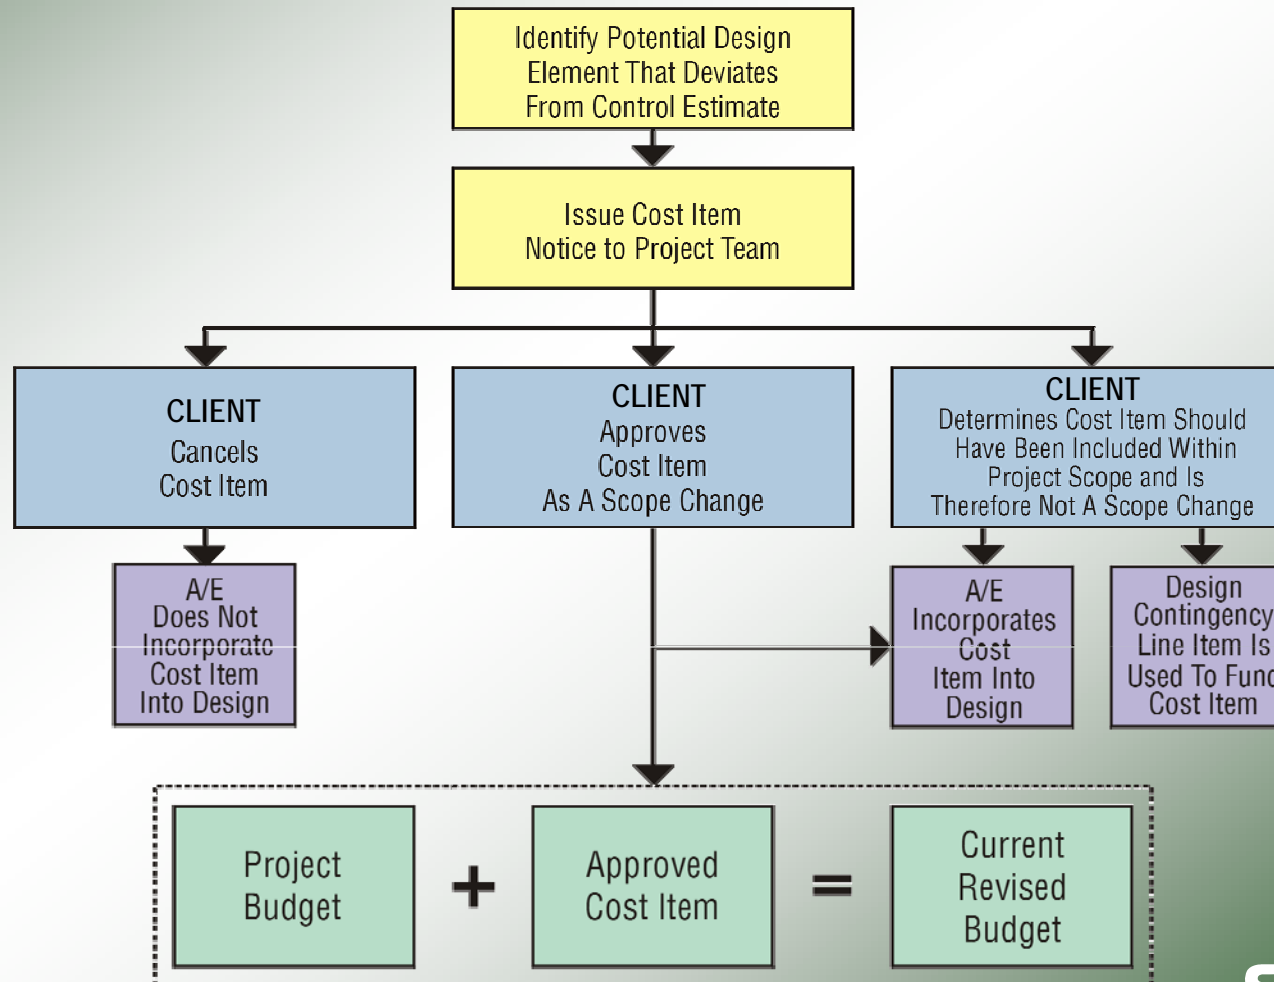 Identify Potential Design
Element That Deviates
From Control Estimate
Issue Cost Item
Notice to Project Team
CLIENT
Cancels
Cost Item
CLIENT
Approves
Cost Item
As A Scope Change
CLIENT
Determines Cost Item Should
Have Been Included Within
Project Scope and Is
Therefore Not A Scope Change
A/E
Does Not
Incorporate
Cost Item
Into Design
A/E
Incorporates
Cost
Item Into
Design
Design
Contingency
Line Item Is
Used To Fund
Cost Item
Project
Budget
+
Approved
Cost Item
=
Current
Revised
Budget